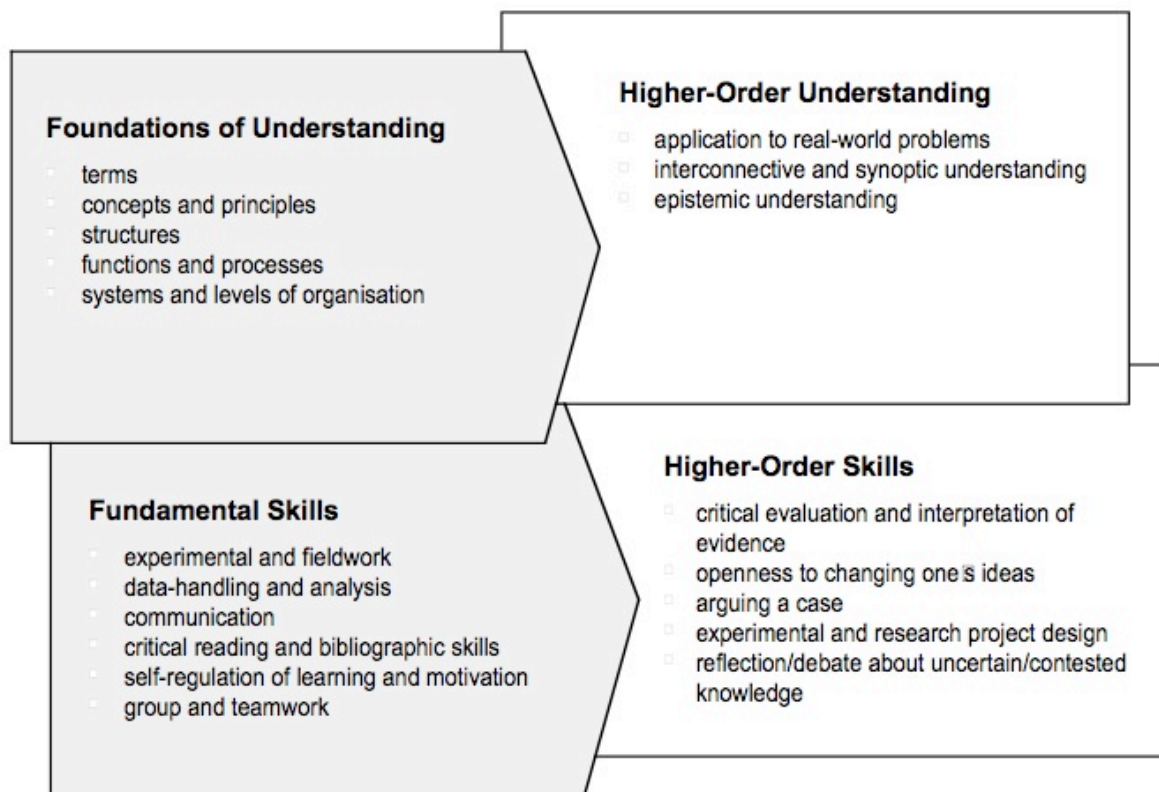 Foundations of Understanding
terms
concepts and principles
structures
functions and processes
systems and levels of organisation
Higher-Order Understanding
application to real-world problems
interconnective and synoptic understanding
epistemic understanding
Fundamental Skills
experimental and fieldwork
data-handling and analysis
communication
critical reading and bibliographic skills
self-regulation of learning and motivation
group and teamwork
Higher-Order Skills
critical evaluation and interpretation of
evidence
openness to changing one s ideas
arguing a case
experimental and research project design
reflection/debate about uncertain/contested
knowledge